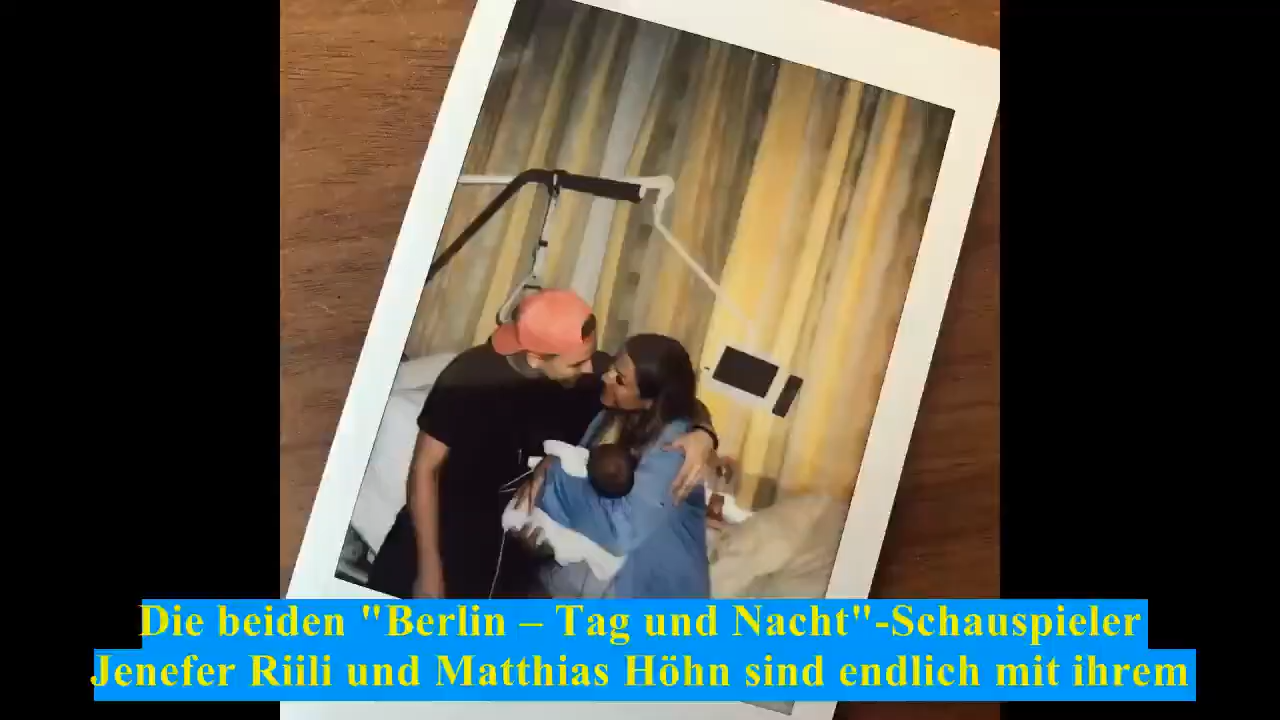 Die beiden "Berlin – Tag und Nacht"-Schauspieler
Jenefer Riili und Matthias Höhn sind endlich mit ihrem